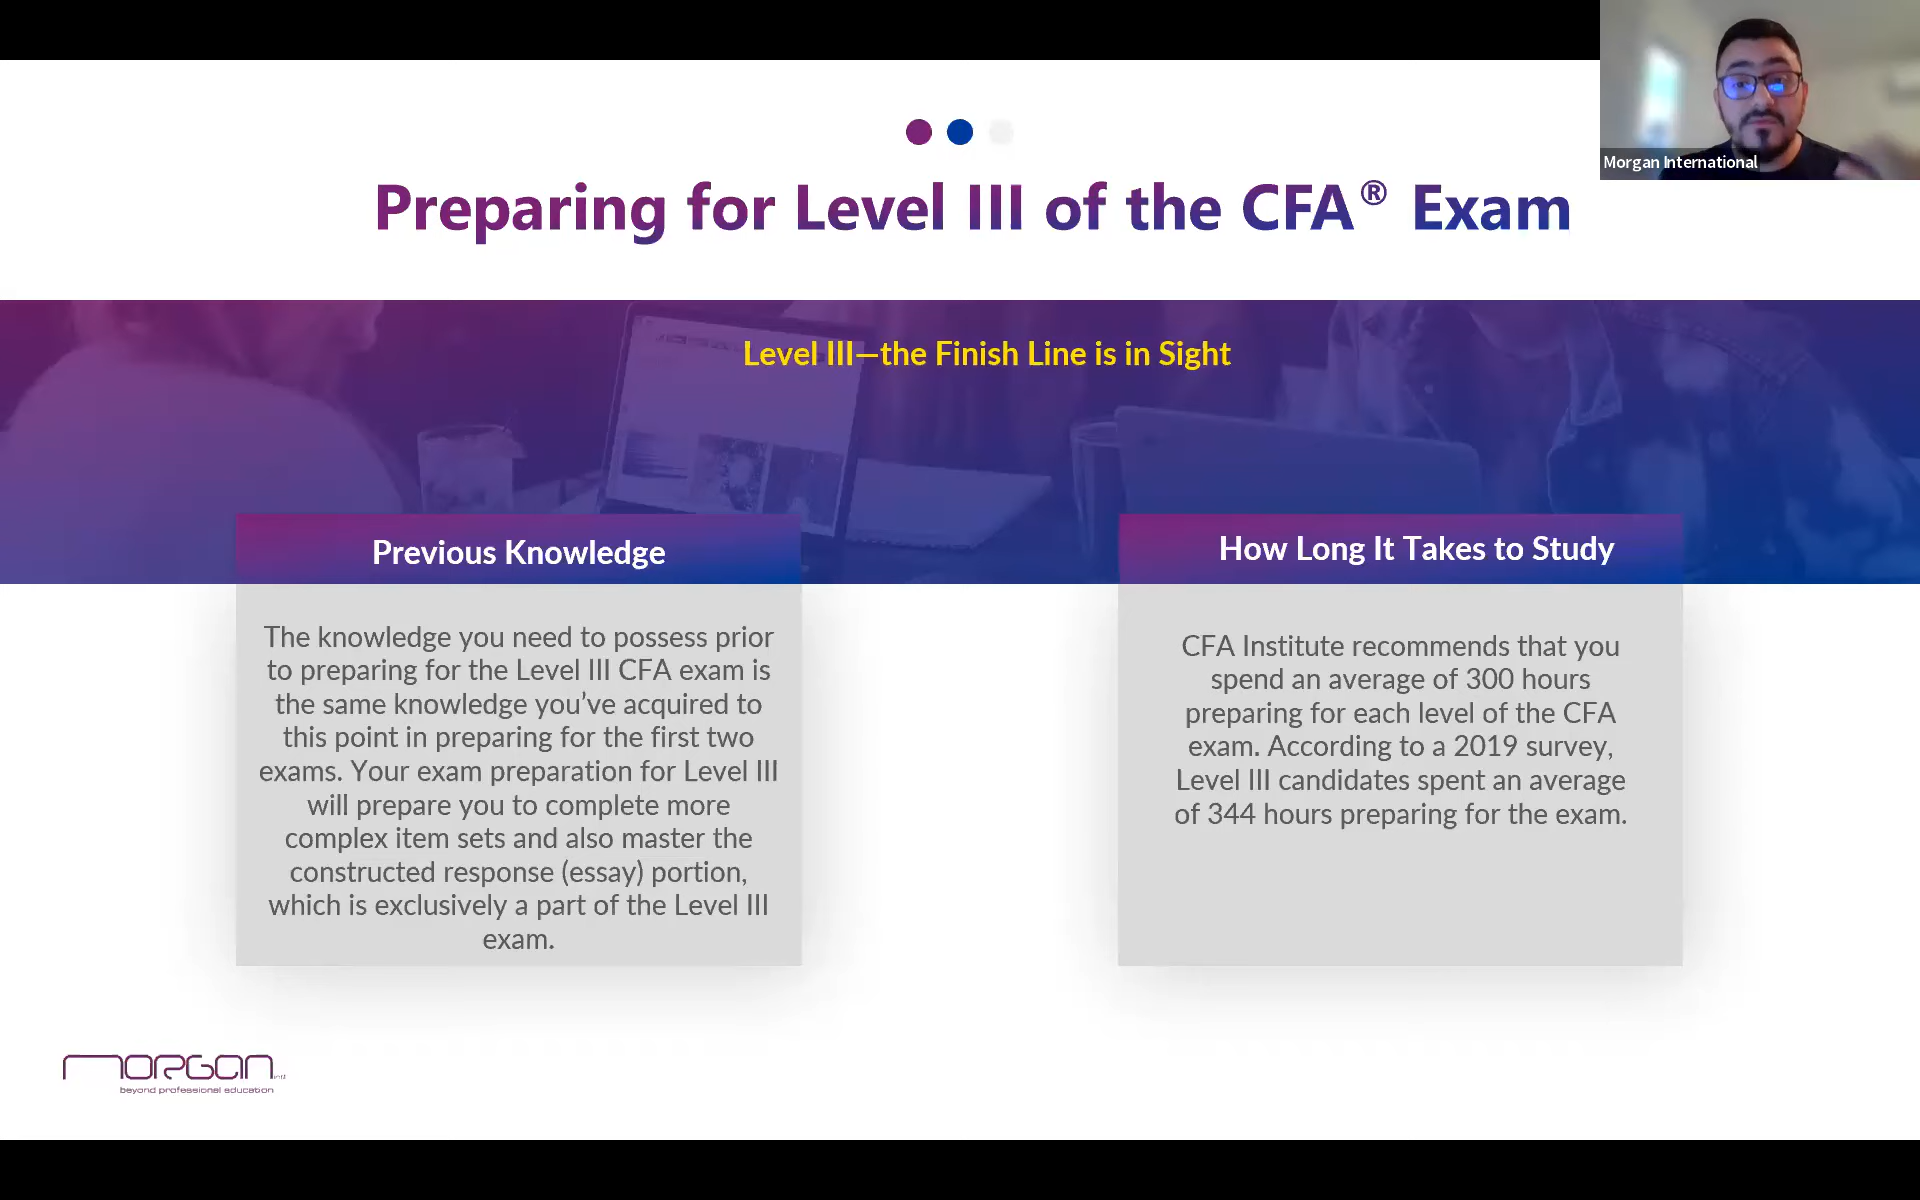 Morgan International
Preparing for Level III of the CFA® Exam
Level III—the Finish Line is in Sight
Previous Knowledge
The knowledge you need to possess prior
to preparing for the Level III CFA exam is
the same knowledge you’ve acquired to
this point in preparing for the first two
exams. Your exam preparation for Level III
will prepare you to complete more
complex item sets and also master the
constructed response (essay) portion,
which is exclusively a part of the Level III
exam.
How Long It Takes to Study
CFA Institute recommends that you
spend an average of 300 hours
preparing for each level of the CFA
exam. According to a 2019 survey,
Level III candidates spent an average
of 344 hours preparing for the exam.
MORGAN
beyond professional education